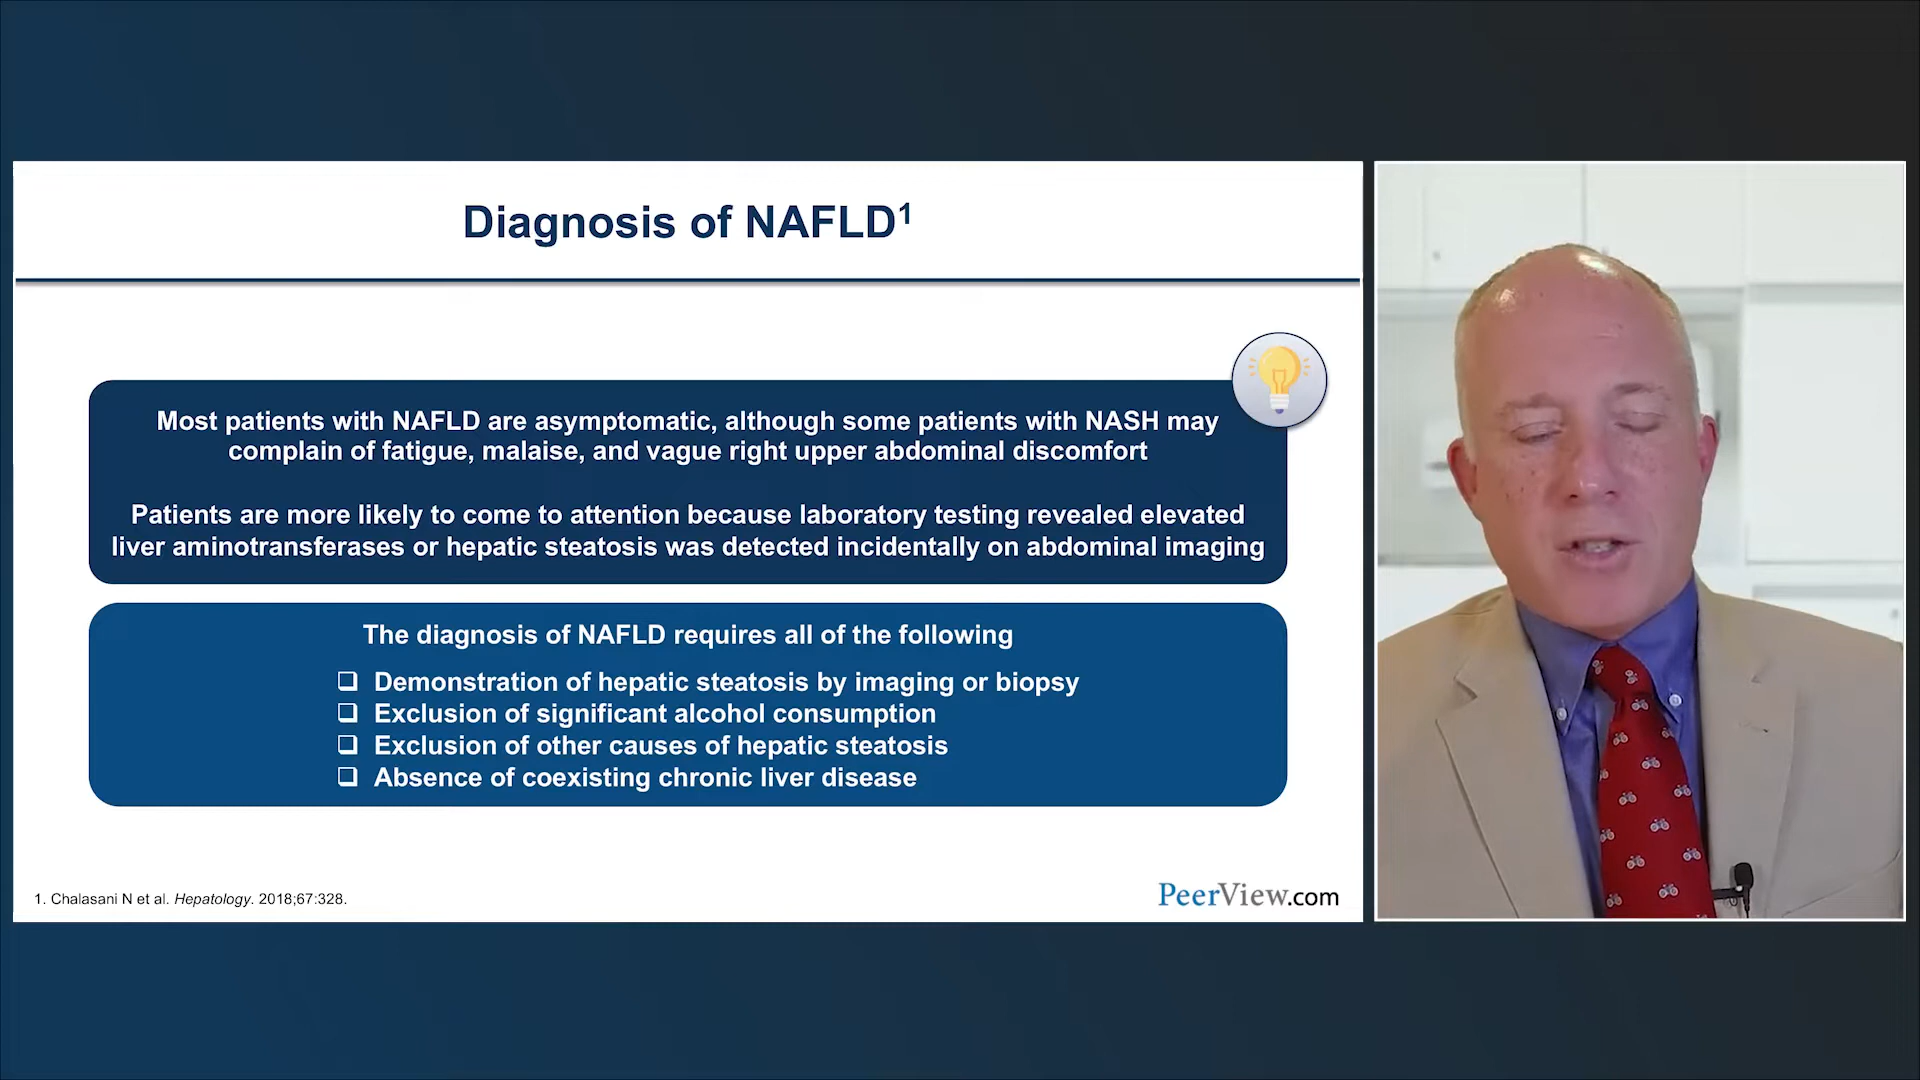 Diagnosis of NAFLD1
Most patients with NAFLD are asymptomatic, although some patients with NASH may
complain of fatigue, malaise, and vague right upper abdominal discomfort
Patients are more likely to come to attention because laboratory testing revealed elevated
liver aminotransferases or hepatic steatosis was detected incidentally on abdominal imaging
The diagnosis of NAFLD requires all of the following
❑ Demonstration of hepatic steatosis by imaging or biopsy
❑ Exclusion of significant alcohol consumption
❑ Exclusion of other causes of hepatic steatosis
❑ Absence of coexisting chronic liver disease
1. Chalasani N et al. Hepatology. 2018;67:328.
PeerView.com